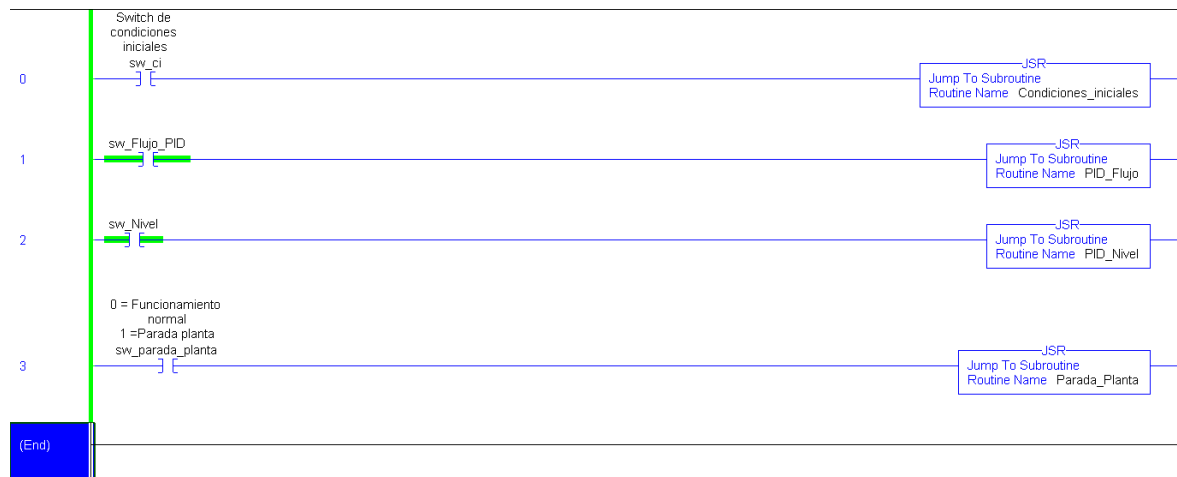 Switch de
condiciones
iniciales
sw_ci
0
JSR
Jump To Subroutine
Routine Name Condiciones_iniciales
sw_Flujo_PID
1
JSR
Jump To Subroutine
Routine Name PID_Flujo
sw_Nivel
2
JSR
Jump To Subroutine
Routine Name PID_Nivel
0 = Funcionamiento
normal
1 =Parada planta
sw_parada_planta
3
JSR
Jump To Subroutine
Routine Name Parada_Planta
(End)